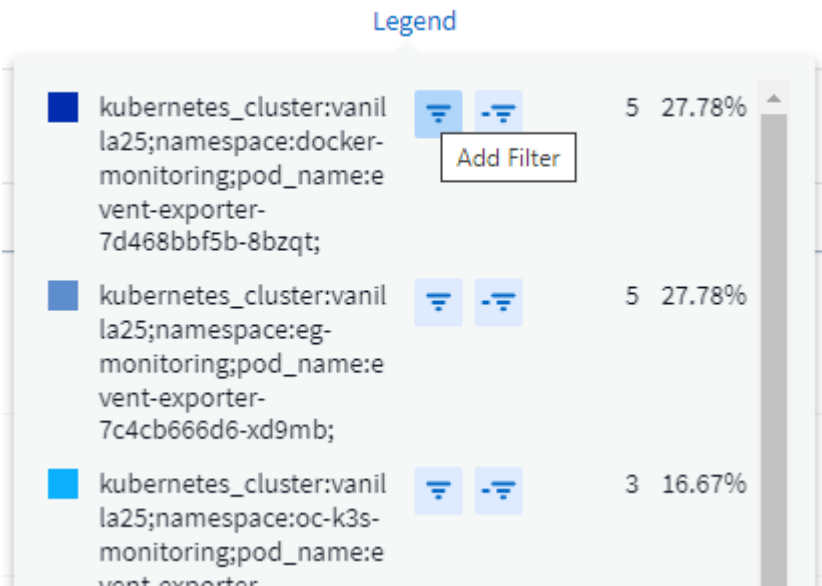 Legend
kubernetes_cluster:vanil 5 27.78%
la25;namespace:docker-
monitoring;pod_name:e
vent-exporter-
7d468bbf5b-8bzqt;
Add Filter
kubernetes_cluster:vanil 5 27.78%
la25;namespace:eg-
monitoring;pod_name:e
vent-exporter-
7c4cb666d6-xd9mb;
kubernetes_cluster:vanil 3 16.67%
la25;namespace:oc-k3s-
monitoring;pod_name:e
vent-exporter-